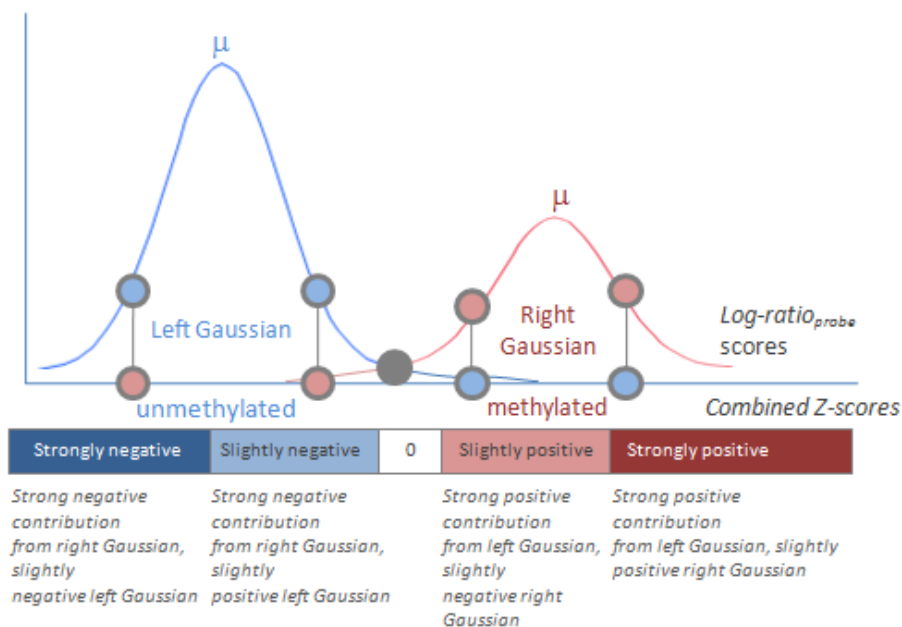 μ
μ
Left Gaussian
Right
Gaussian
Log-ratioprobe
scores
unmethylated
methylated
Combined Z-scores
Strongly negative
Slightly negative
0
Slightly positive
Strongly positive
Strong negative
contribution
from right Gaussian,
slightly
negative left Gaussian
Strong negative
contribution
from right Gaussian,
slightly
positive left Gaussian
Strong positive
contribution
from left Gaussian,
slightly
negative right
Gaussian
Strong positive
contribution
from left Gaussian, slightly
positive right Gaussian